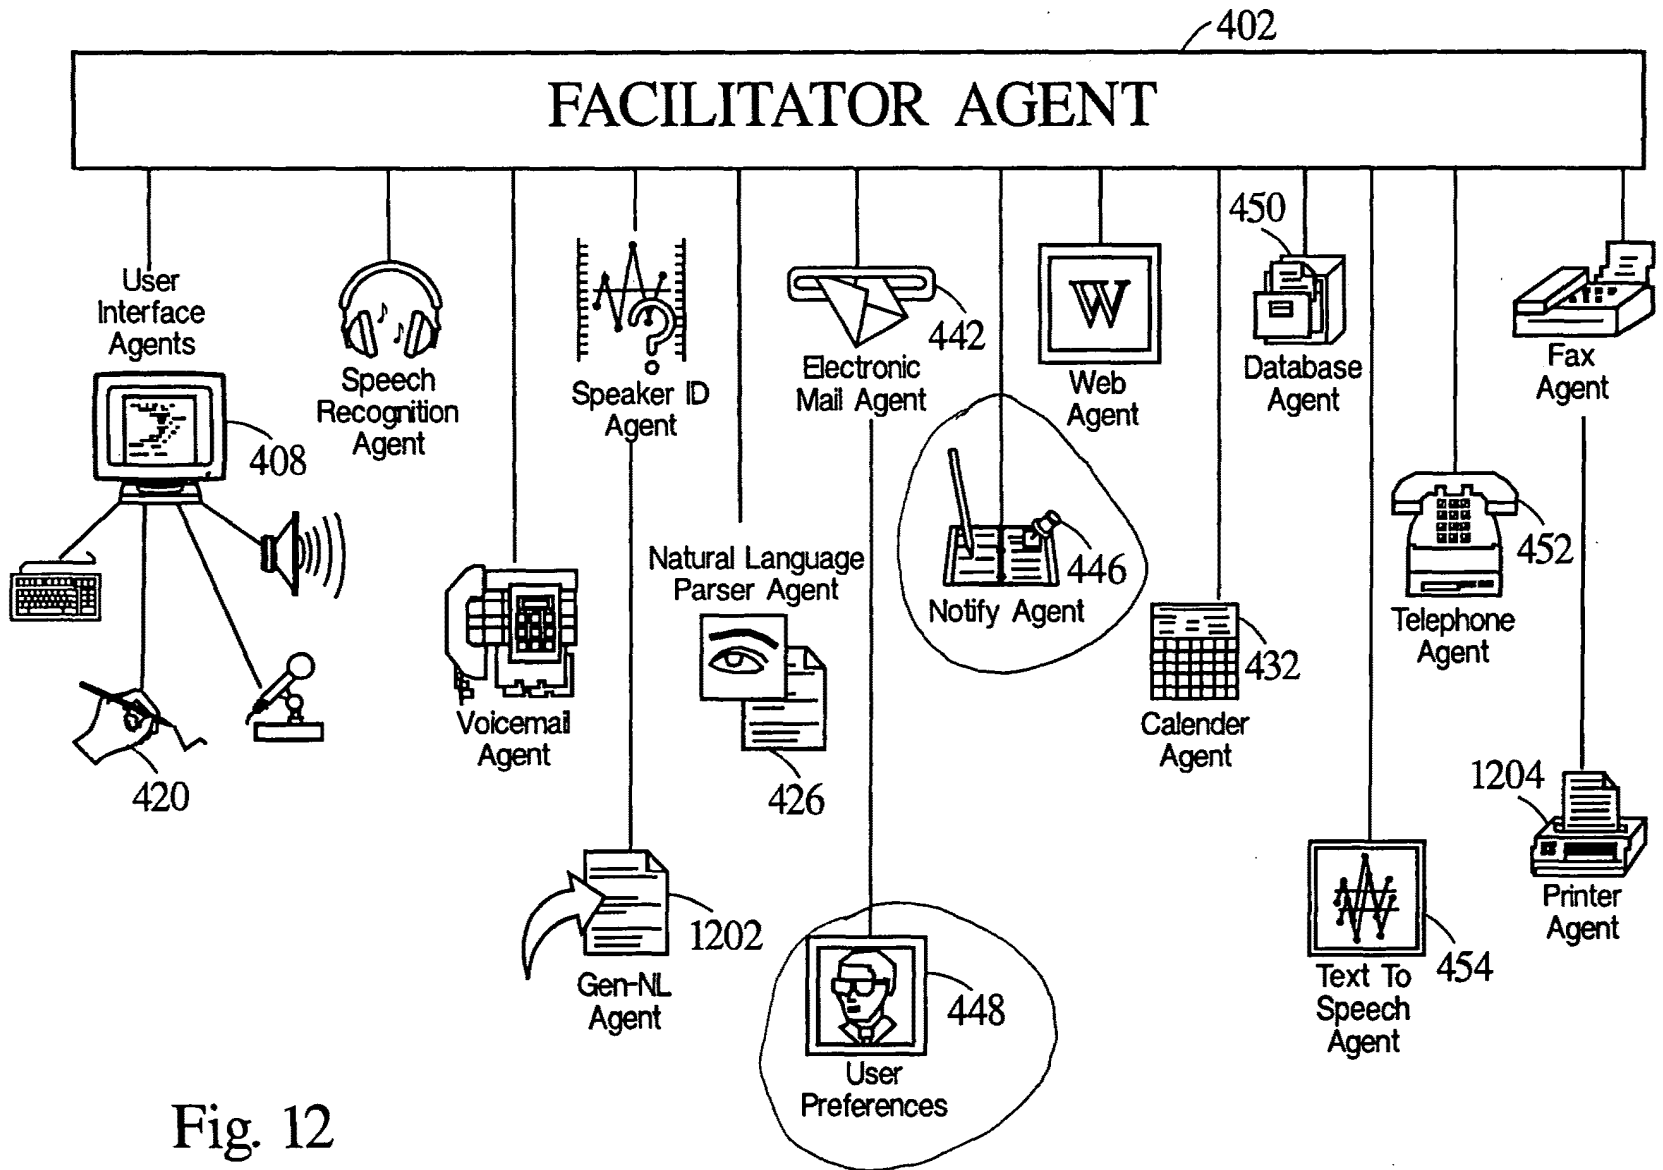 402
FACILITATOR AGENT
User
Interface
Agents
408
420
Speech
Recognition
Agent
Voicemail
Agent
Speaker ID
Agent
1202
Gen-NL
Agent
Natural Language
Parser Agent
426
442
Electronic
Mail Agent
448
User
Preferences
446
Notify Agent
W
Web
Agent
432
Calender
Agent
450
Database
Agent
454
Text To
Speech
Agent
452
Telephone
Agent
Fax
Agent
1204
Printer
Agent
Fig. 12